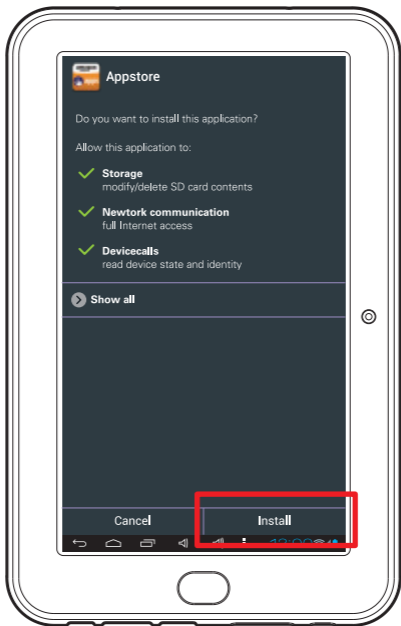 Appstore
Do you want to install this application?
Allow this application to:
Storage
modify/delete SD card contents
Newtork communication
full Internet access
Devicecalls
read device state and identity
Show all
Cancel Install